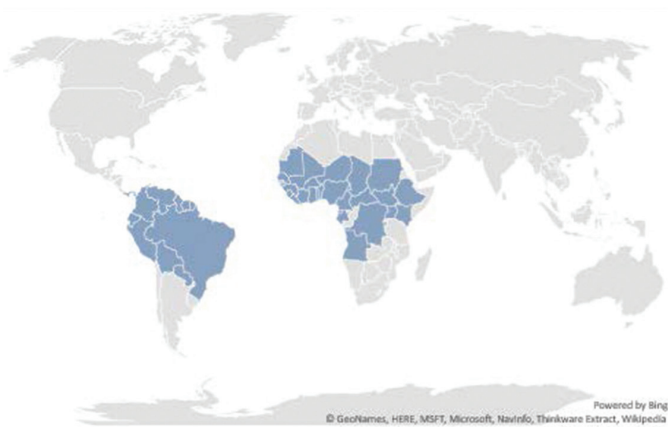 Powered by Bing
© GeoNames, HERE, MSFT, Microsoft, NavInfo, Thinkware Extract, Wikipedia